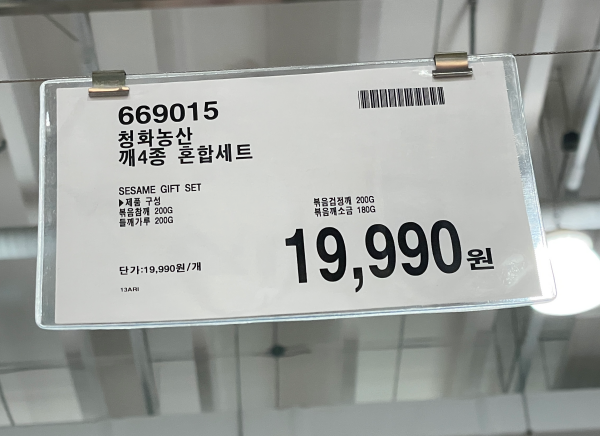 669015
청화농산
깨4종 혼합세트
SESAME GIFT SET
▶제품 구성
볶음참깨 200G
들깨가루 200G
볶음검정깨 200G
볶음깨소금 180G
19,990원
단가:19,990원/개
13ARI